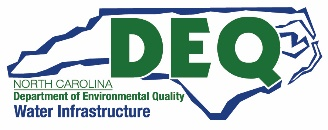 DEQ
NORTH CAROLINA
Department of Environmental Quality
Water Infrastructure